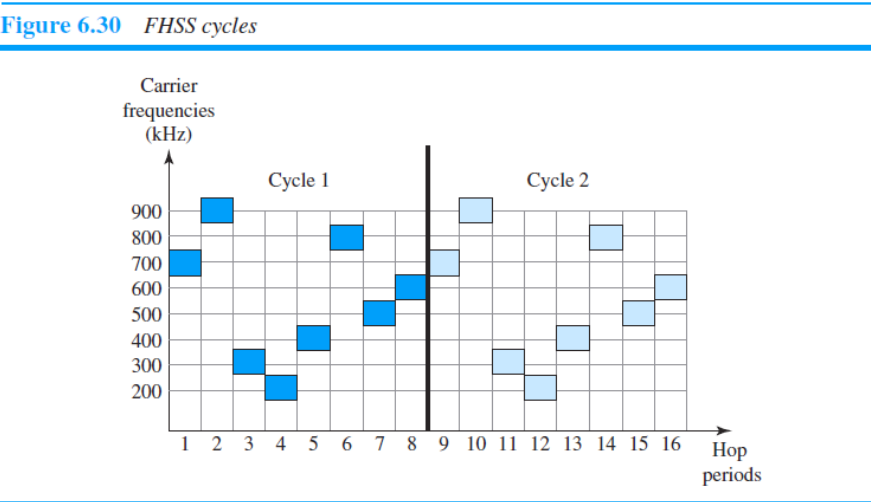 Figure 6.30 FHSS cycles
Carrier
frequencies
(kHz)
Cycle 1 Cycle 2
900
800
700
600
500
400
300
200
1 2 3 4 5 6 7 8 9 10 11 12 13 14 15 16
Hop
periods